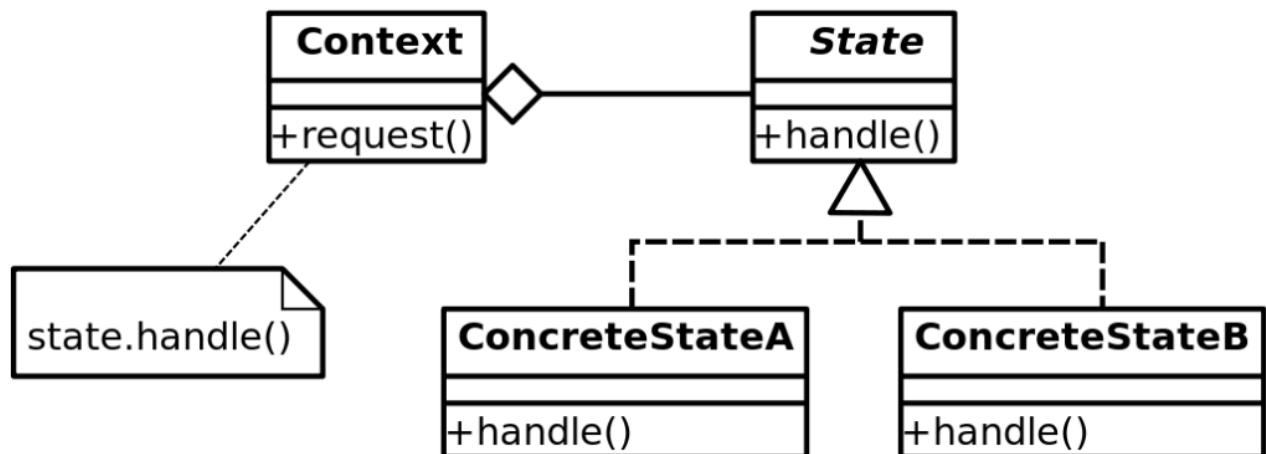 Context
+request()
State
+handle()
state.handle()
ConcreteStateA
+handle()
ConcreteStateB
+handle()